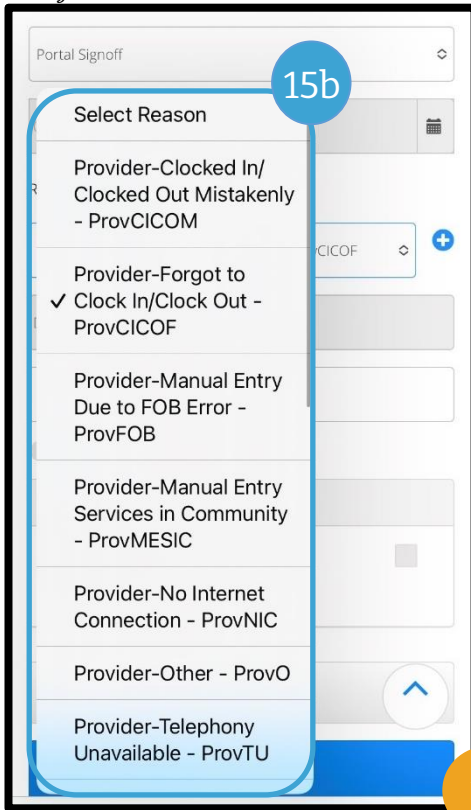 Portal Signoff
15b
Select Reason
Provider-Clocked In/
Clocked Out Mistakenly
- ProvCICOM
R
vCICOF
Provider-Forgot to
✓ Clock In/Clock Out -
ProvCICOF
Provider-Manual Entry
Due to FOB Error -
ProvFOB
Provider-Manual Entry
Services in Community
- ProvMESIC
Provider-No Internet
Connection - ProvNIC
Provider-Other - ProvO
Provider-Telephony
Unavailable - ProvTU